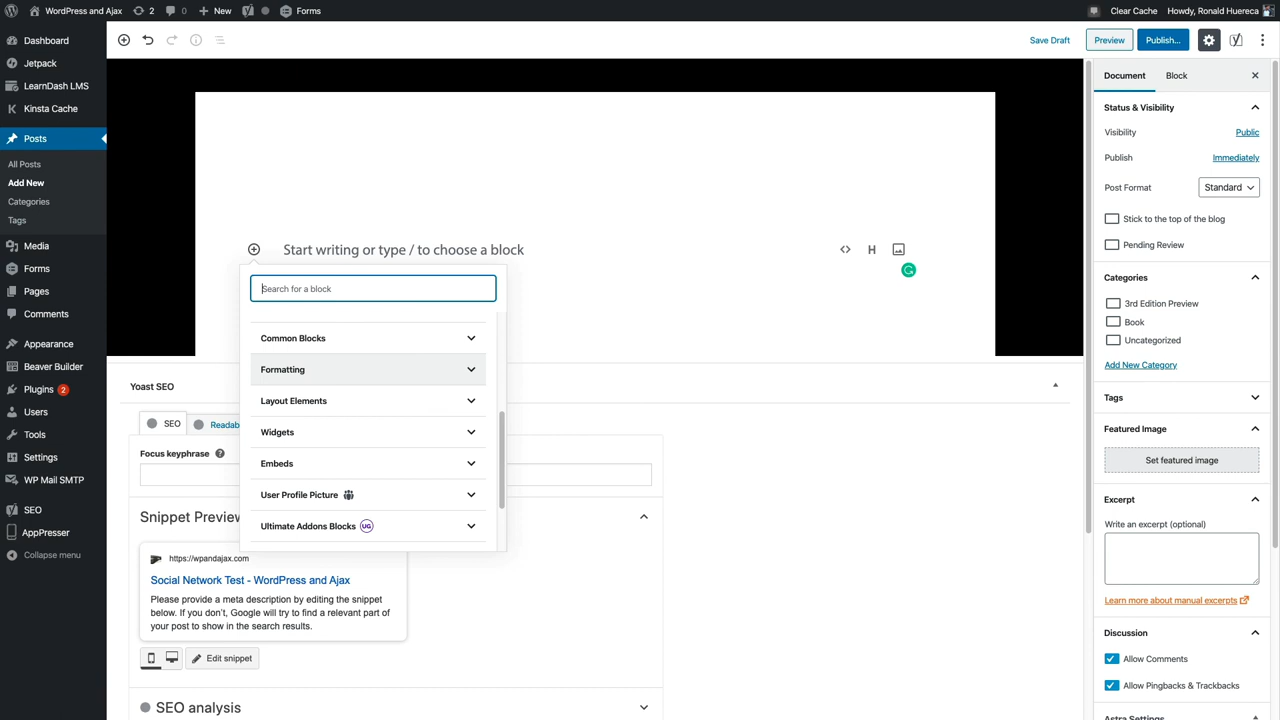 WordPress and Ajax 2 0 New Forms Clear Cache Howdy, Ronald Huereca
Dashboard
Jetpack
LearnDash LMS
Kinsta Cache
Posts
All Posts
Add New
Categories
Tags
Media
Forms
Pages
Comments
Appearance
Beaver Builder
Plugins 2
Users
Tools
Settings
WP Mail SMTP
SEO
AppPresser
Collapse menu
Save Draft Preview Publish...
Start writing or type / to choose a block
H
Search for a block
Common Blocks
Formatting
Layout Elements
Widgets
Embeds
User Profile Picture
Ultimate Addons Blocks UG
Yoast SEO
SEO Readab
Focus keyphrase ?
Snippet Preview
https://wpandajax.com
Social Network Test - WordPress and Ajax
Please provide a meta description by editing the snippet
below. If you don't, Google will try to find a relevant part of
your post to show in the search results.
Edit snippet
SEO analysis
Document Block
Status & Visibility
Visibility Public
Publish Immediately
Post Format Standard
Stick to the top of the blog
Pending Review
Categories
3rd Edition Preview
Book
Uncategorized
Add New Category
Tags
Featured Image
Set featured image
Excerpt
Write an excerpt (optional)
Learn more about manual excerpts
Discussion
Allow Comments
Allow Pingbacks & Trackbacks
Astra Settings